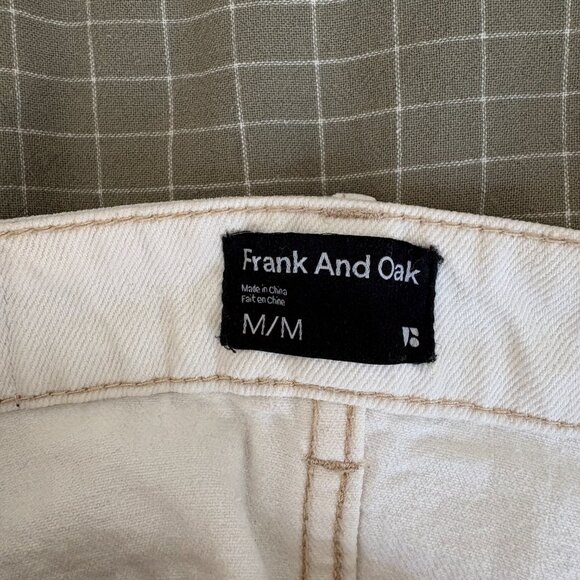 Frank And Oak
Made in China
Fait en Chine
M/M